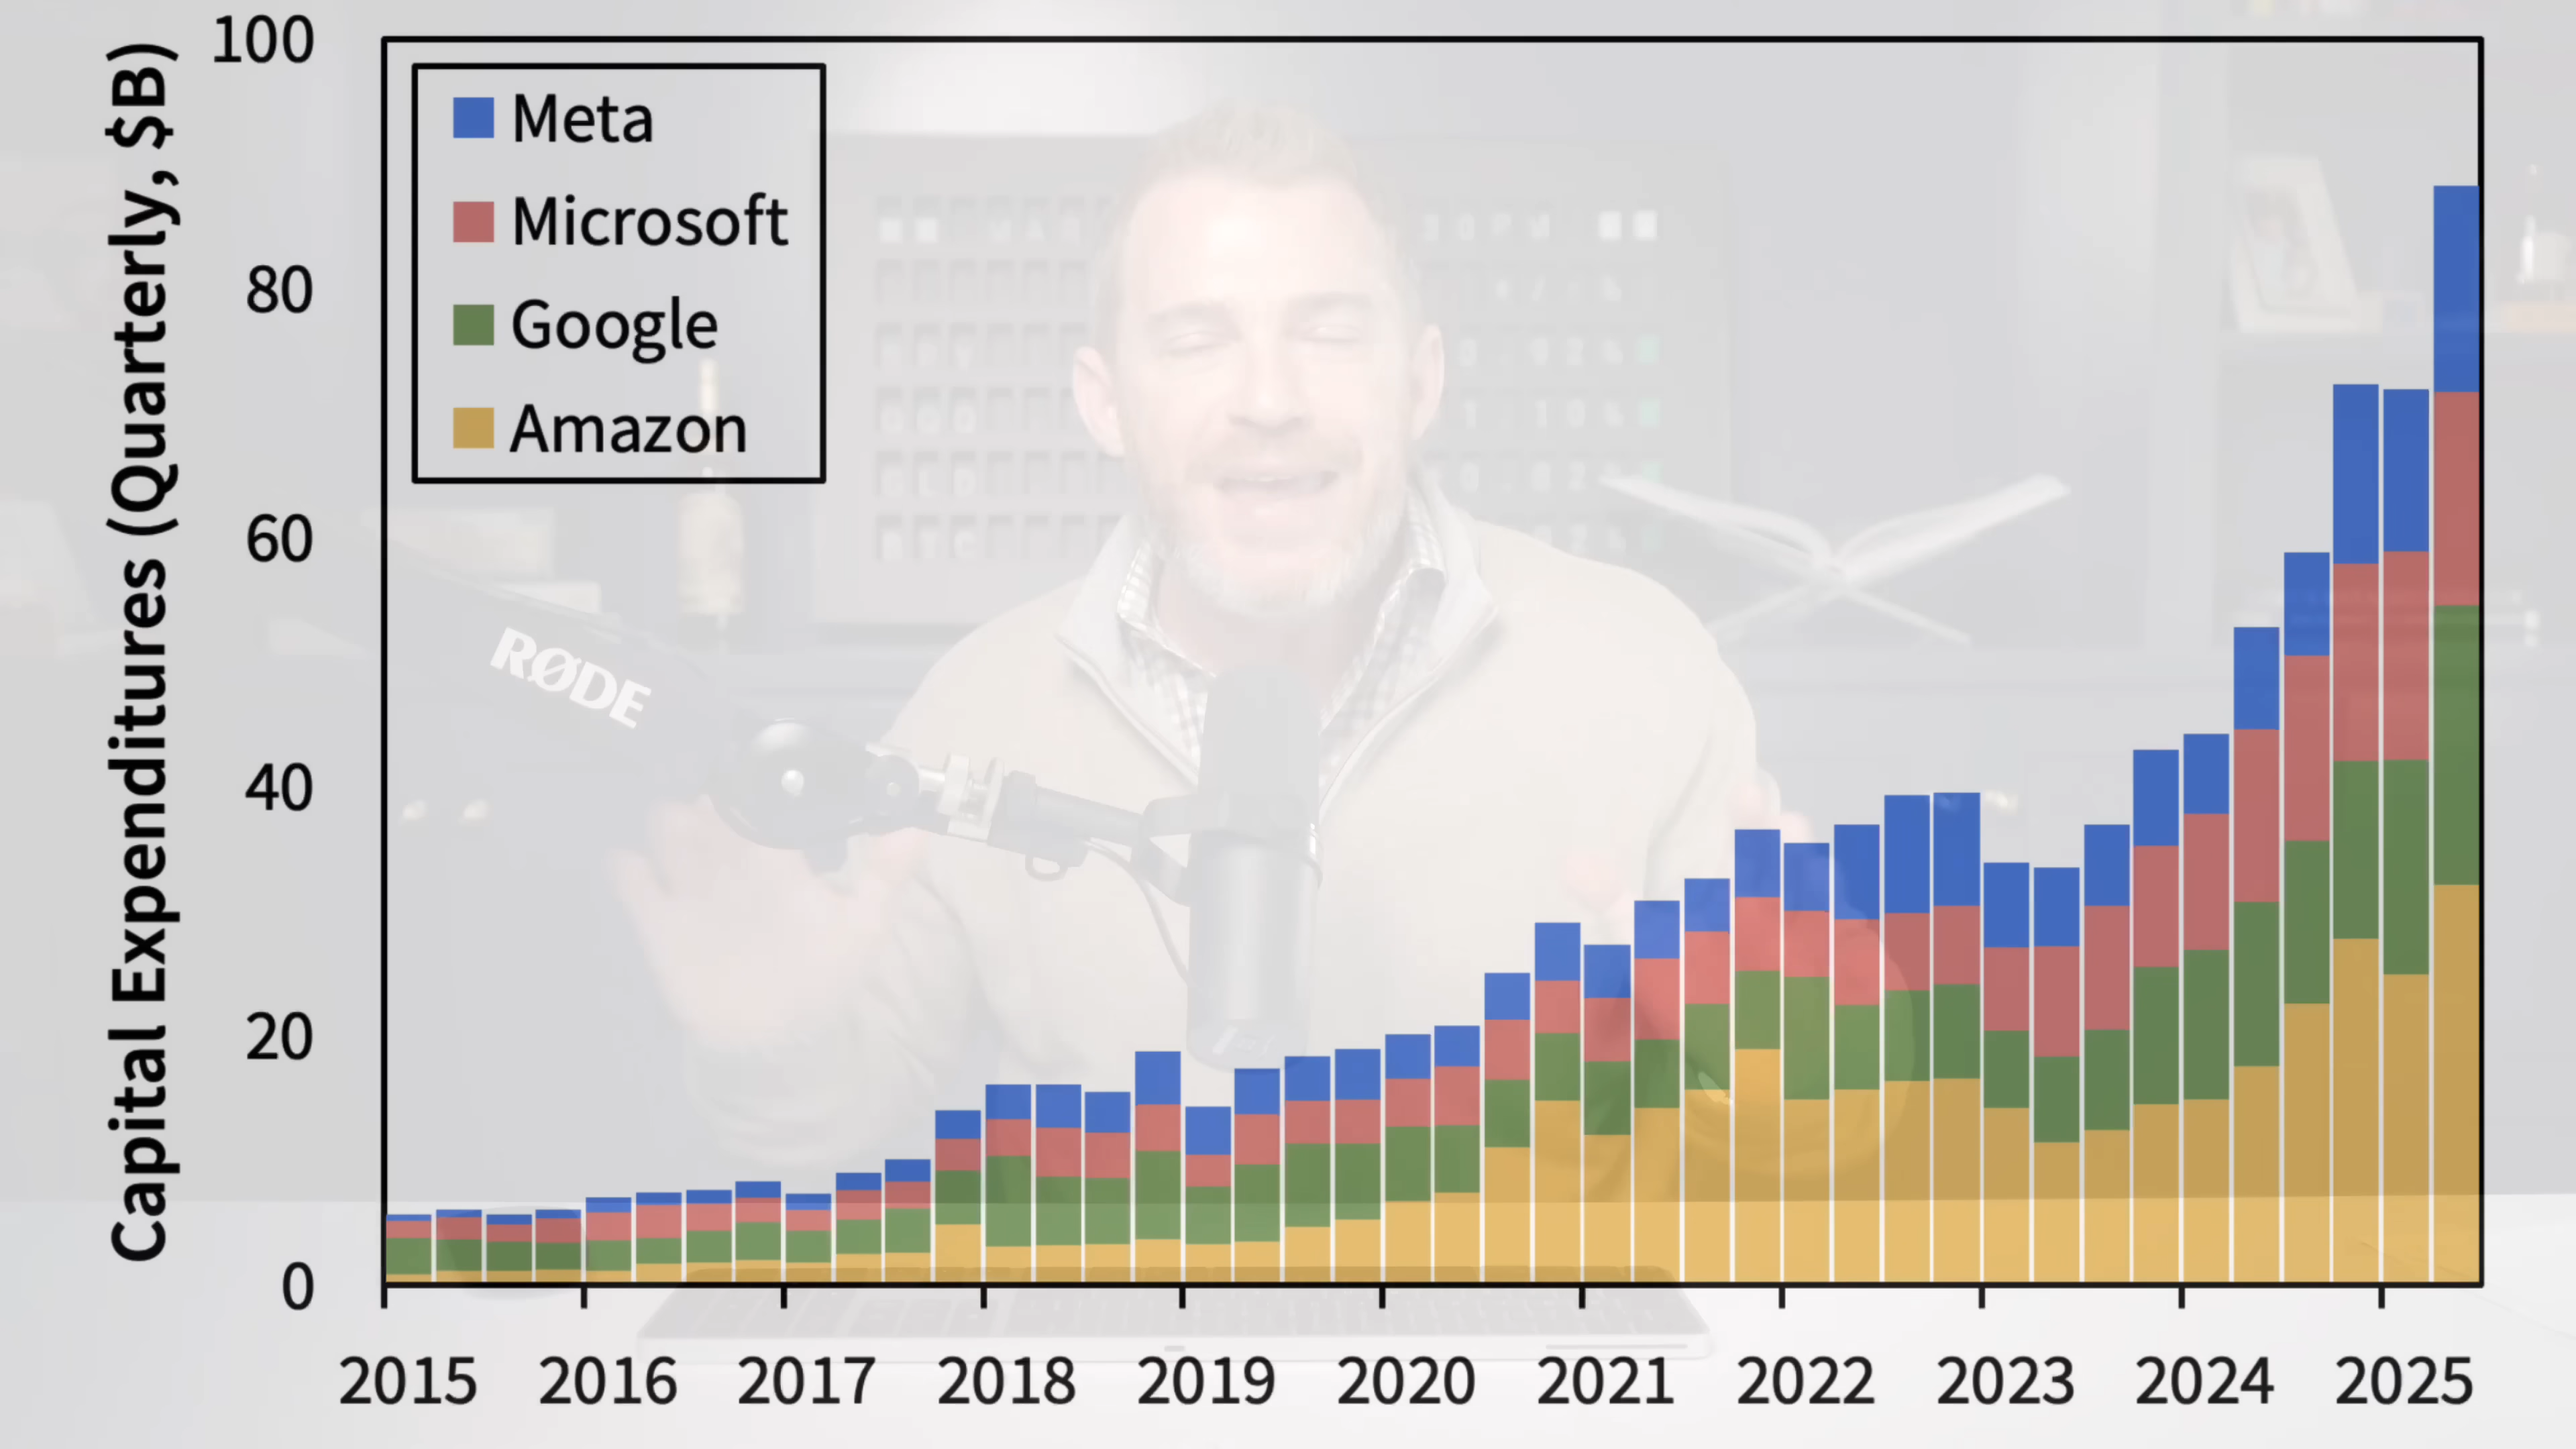 Capital Expenditures (Quarterly, $B)
100
80
60
40
20
0
Meta
Microsoft
Google
Amazon
RØDE
2015 2016 2017 2018 2019 2020 2021 2022 2023 2024 2025